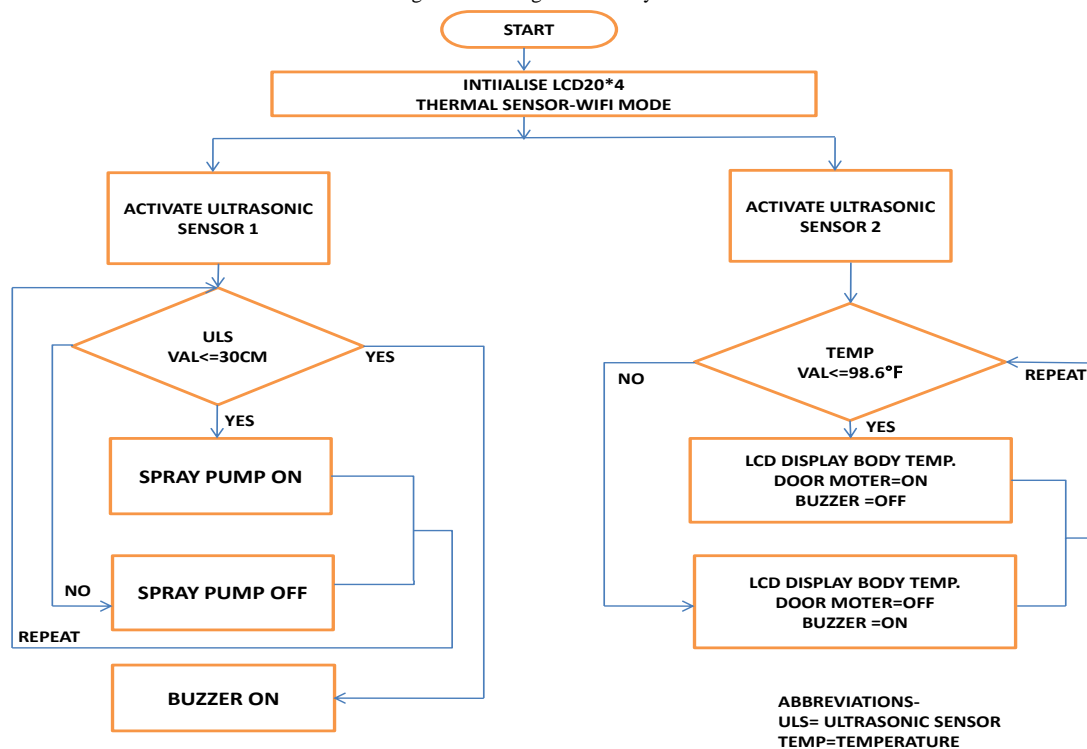 START
INTIIALISE LCD20*4
THERMAL SENSOR-WIFI MODE
ACTIVATE ULTRASONIC
SENSOR 1
ACTIVATE ULTRASONIC
SENSOR 2
ULS
VAL<=30CM
YES
YES
SPRAY PUMP ON
NO
SPRAY PUMP OFF
REPEAT
BUZZER ON
TEMP
VAL<=98.6°F
NO
REPEAT
YES
LCD DISPLAY BODY TEMP.
DOOR MOTER=ON
BUZZER =OFF
LCD DISPLAY BODY TEMP.
DOOR MOTER=OFF
BUZZER =ON
ABBREVIATIONS-
ULS= ULTRASONIC SENSOR
TEMP=TEMPERATURE